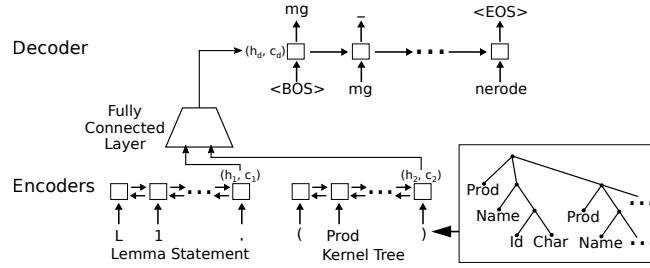 mg _ <EOS>
Decoder (h_d, c_d) ...
<BOS> mg nerode
Fully
Connected
Layer
(h_1, c_1) (h_2, c_2)
Encoders ... ...
L 1 . ( Prod )
Lemma Statement Kernel Tree
Prod
Name Prod ...
Id Char Name ...